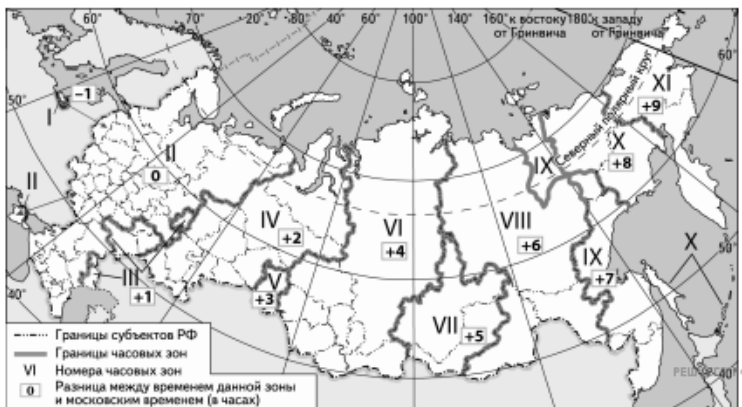 60° 70° 20° 80° 40° 60° 100° 140° 160° к востоку 180° к западу
от Гринвича от Гринвича
60°
50°
-1
I
II
0
II
III
+1
40°
IV
+2
V
+3
VI
+4
VII
+5
VIII
+6
IX
IX
+7
X
+8
XI
+9
Северный полярный круг
X
50°
40°
Границы субъектов РФ
Границы часовых зон
VI Номера часовых зон
0 Разница между временем данной зоны
и московским временем (в часах)